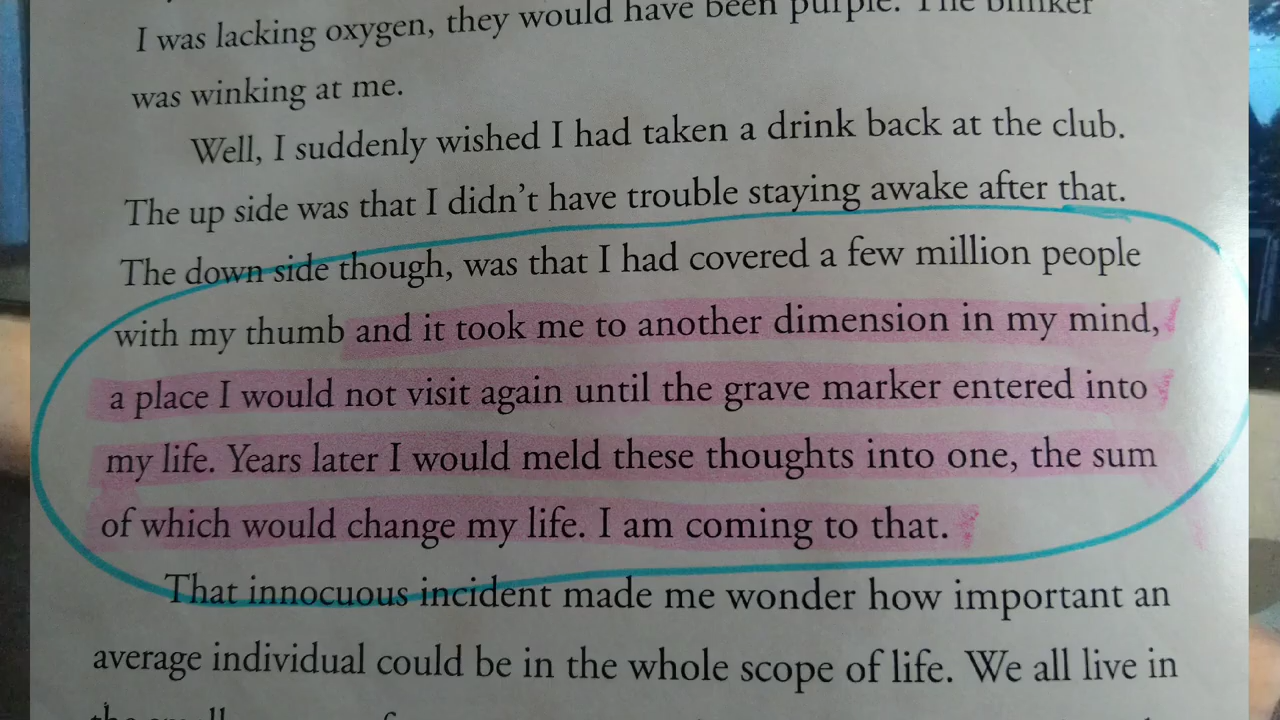 I was lacking oxygen, they would have been purple. The blinker
was winking at me.
Well, I suddenly wished I had taken a drink back at the club.
The up side was that I didn't have trouble staying awake after that.
The down side though, was that I had covered a few million people
with my thumb and it took me to another dimension in my mind,
a place I would not visit again until the grave marker entered into
my life. Years later I would meld these thoughts into one, the sum
of which would change my life. I am coming to that.
That innocuous incident made me wonder how important an
average individual could be in the whole scope of life. We all live in